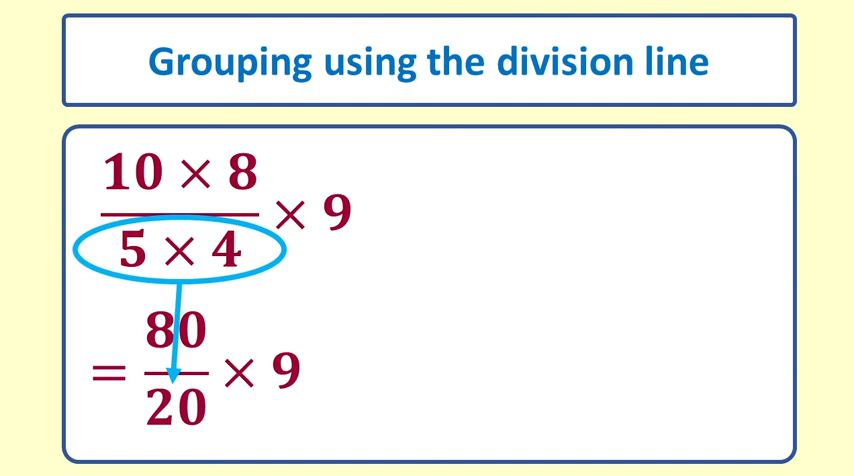 Grouping using the division line
10 × 8
5 × 4
× 9
= 80
20
× 9